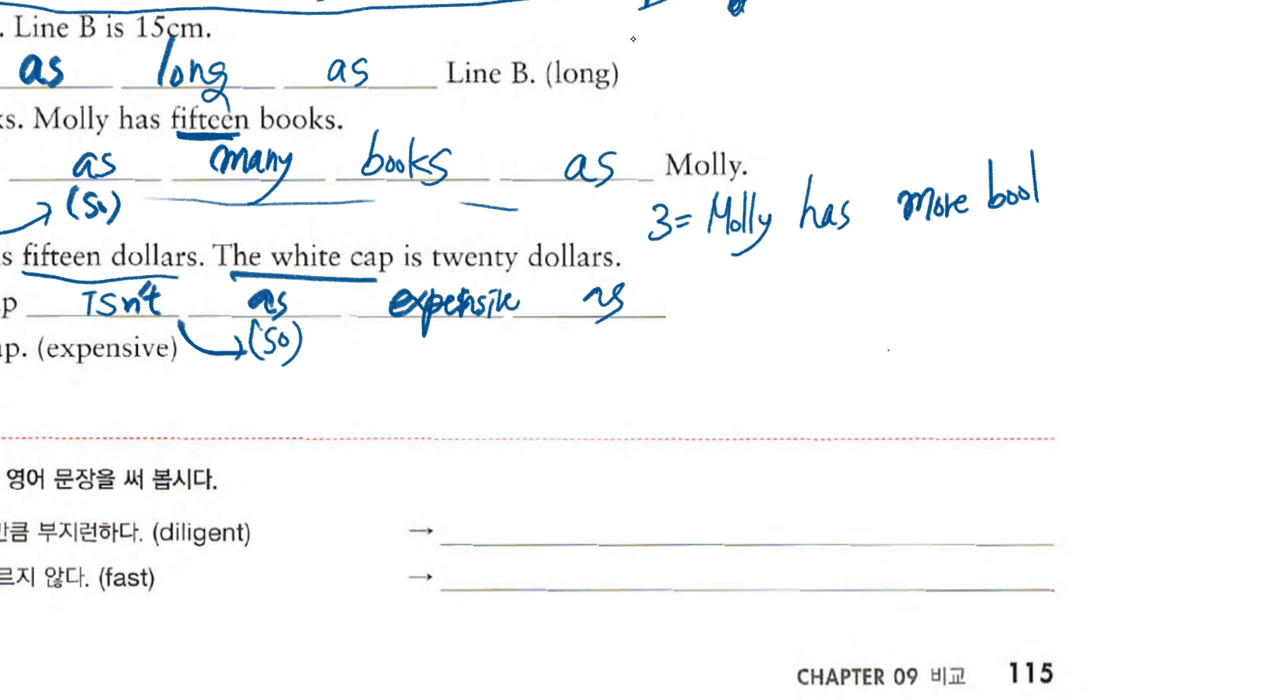 . Line B is 15cm.
as long as Line B. (long)
ks. Molly has fifteen books.
as many books as Molly.
(so)
3= Molly has more bool
s fifteen dollars. The white cap is twenty dollars.
p isn't as expensive as
(so)
up. (expensive)
영어 문장을 써 봅시다.
만큼 부지런하다. (diligent) →
르지 않다. (fast) →
CHAPTER 09 비교 115